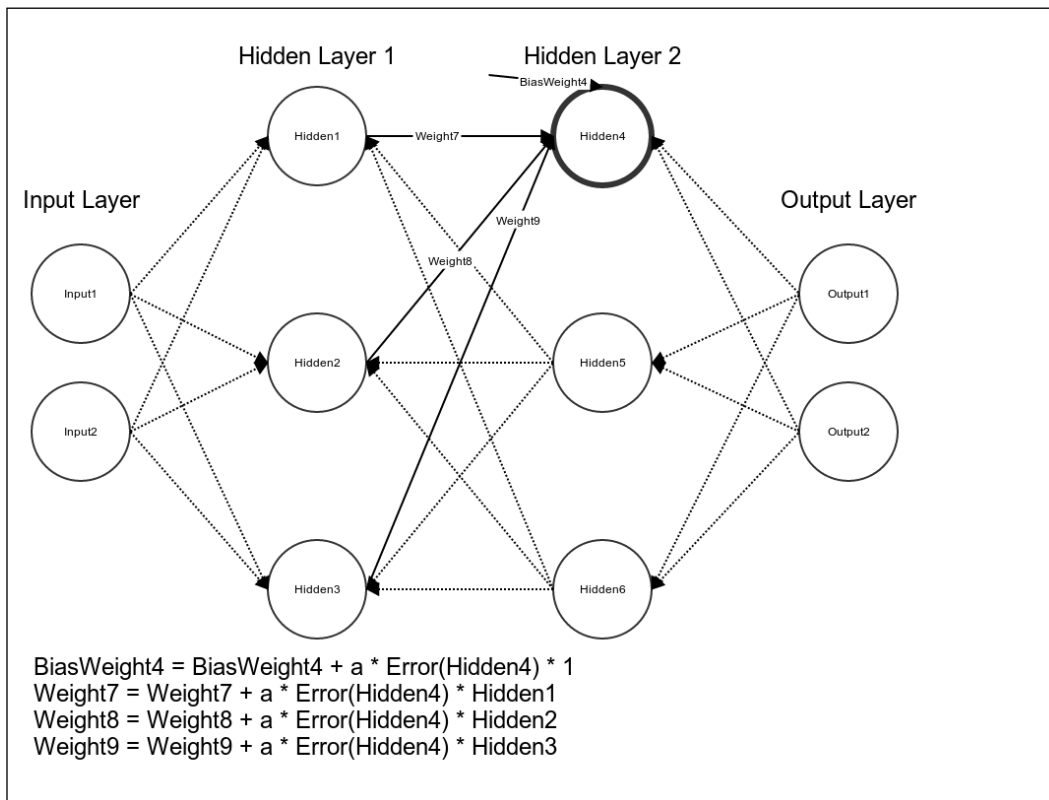 Hidden Layer 1
Hidden Layer 2
BiasWeight4
Hidden1
Weight7
Hidden4
Input Layer
Output Layer
Weight9
Weight8
Input1
Output1
Hidden2
Hidden5
Input2
Output2
Hidden3
Hidden6
BiasWeight4 = BiasWeight4 + a * Error(Hidden4) * 1
Weight7 = Weight7 + a * Error(Hidden4) * Hidden1
Weight8 = Weight8 + a * Error(Hidden4) * Hidden2
Weight9 = Weight9 + a * Error(Hidden4) * Hidden3